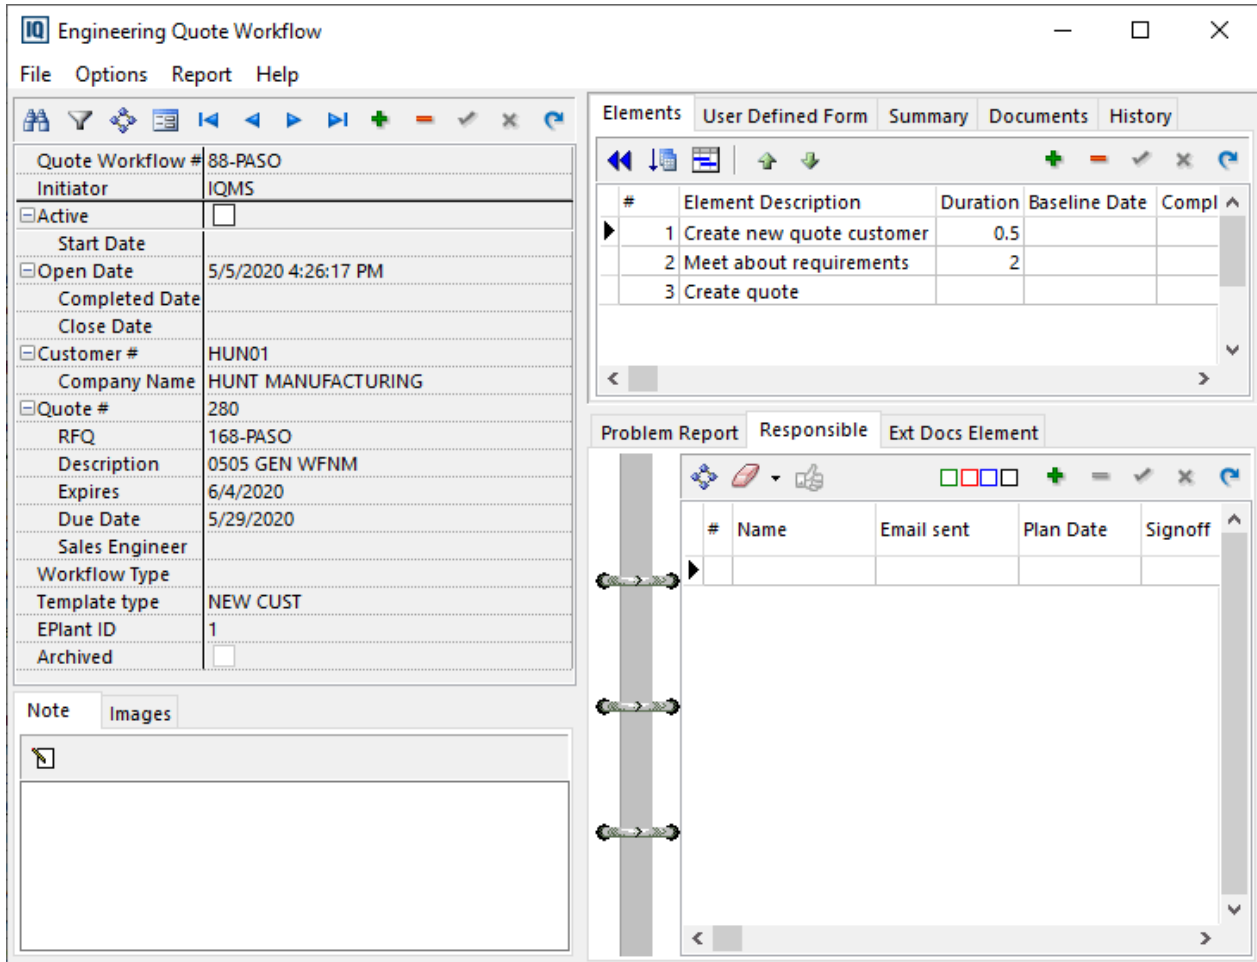 IQ Engineering Quote Workflow
File Options Report Help
Quote Workflow # 88-PASO
Initiator IQMS
Active
Start Date
Open Date 5/5/2020 4:26:17 PM
Completed Date
Close Date
Customer # HUN01
Company Name HUNT MANUFACTURING
Quote # 280
RFQ 168-PASO
Description 0505 GEN WFNM
Expires 6/4/2020
Due Date 5/29/2020
Sales Engineer
Workflow Type
Template type NEW CUST
EPlant ID 1
Archived
Note Images
Elements User Defined Form Summary Documents History
# Element Description Duration Baseline Date Compl
1 Create new quote customer 0.5
2 Meet about requirements 2
3 Create quote
Problem Report Responsible Ext Docs Element
# Name Email sent Plan Date Signoff